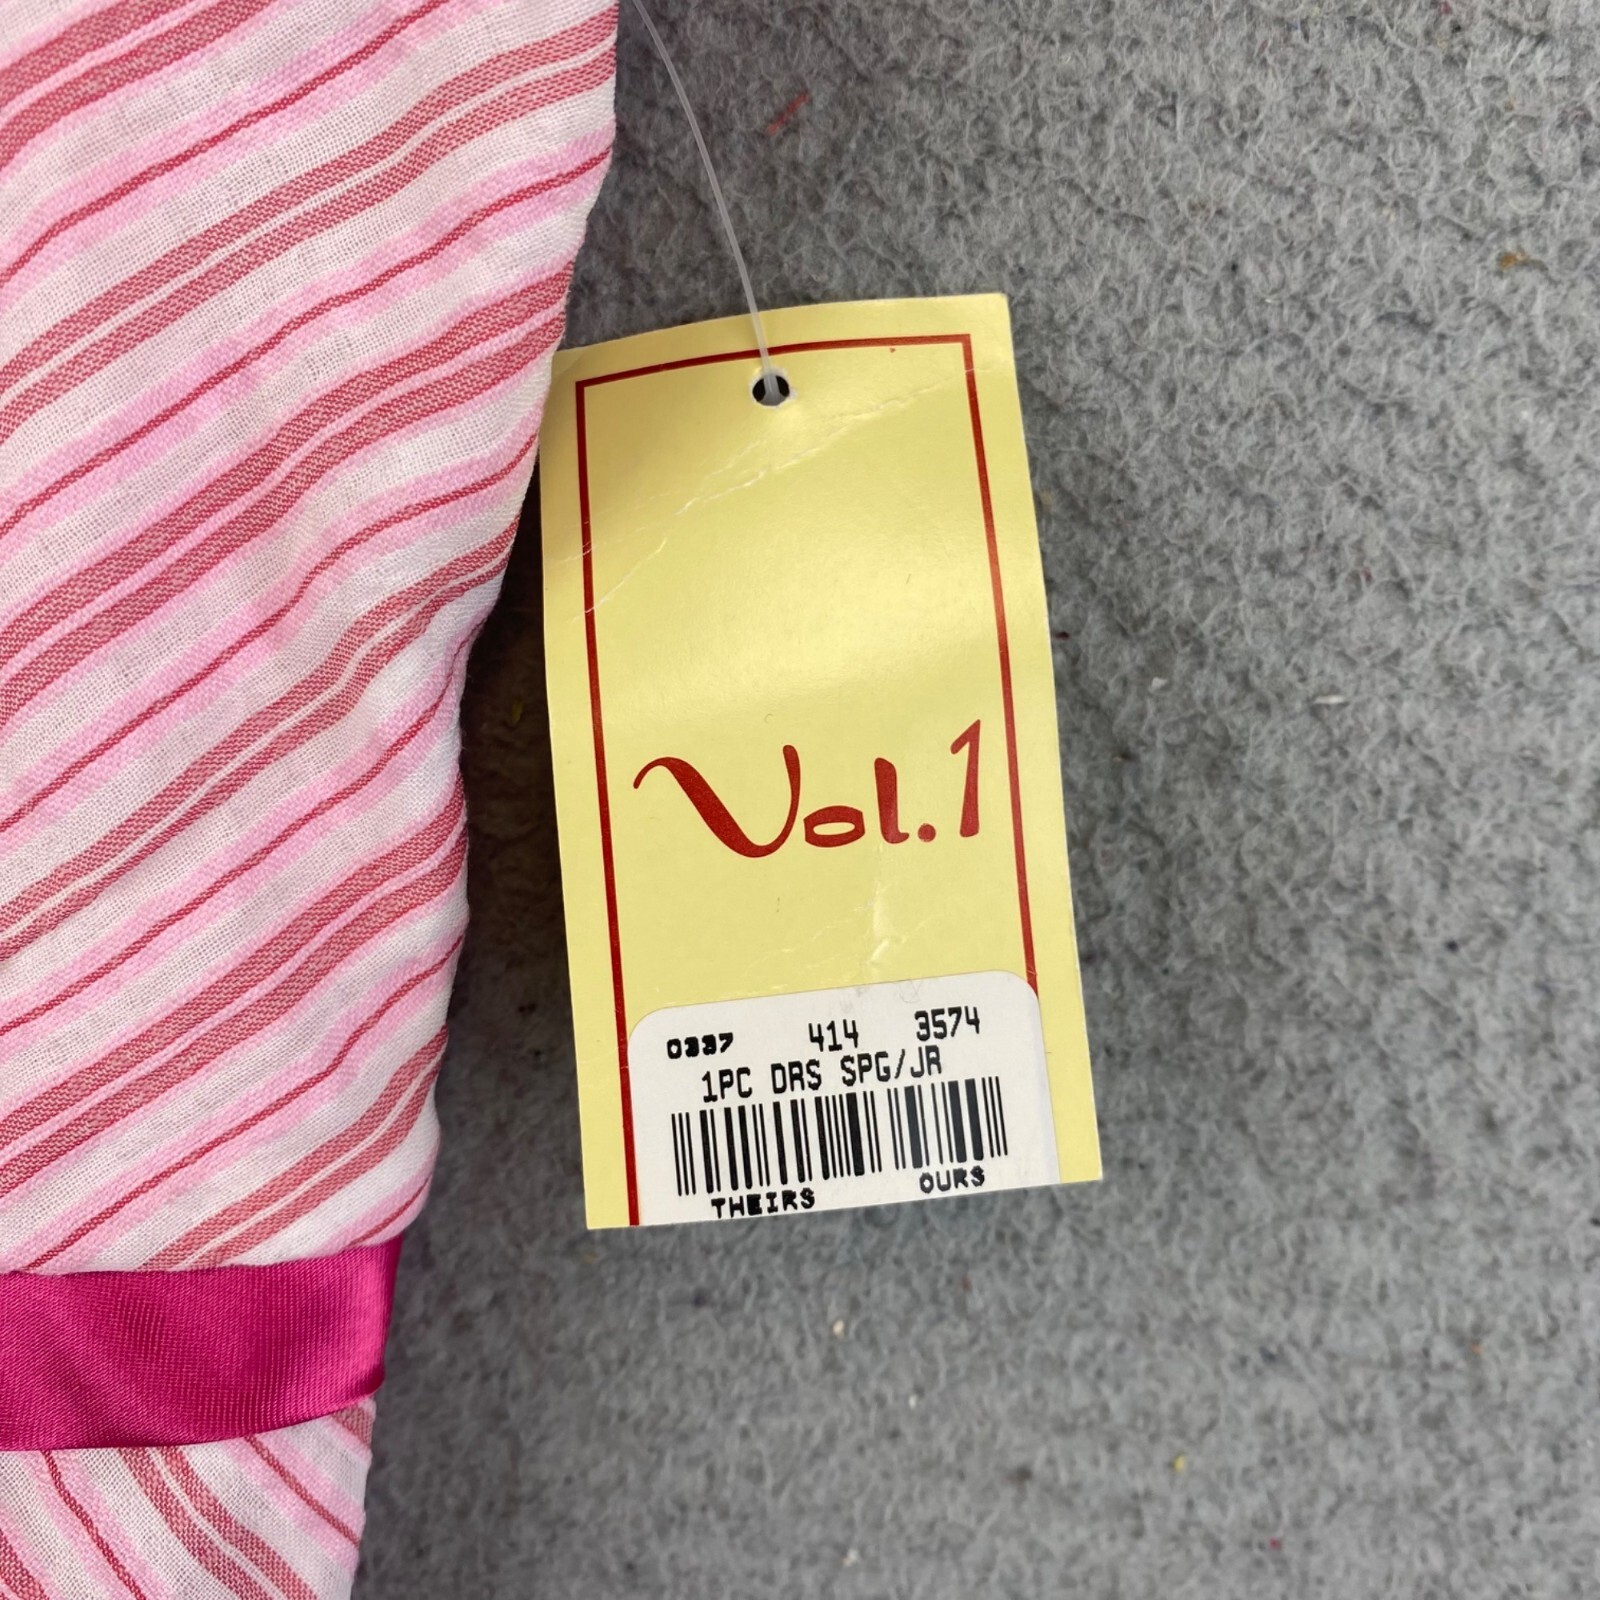 Vol.1
0337 414 3574
1PC DRS SPG/JR
THEIRS OURS